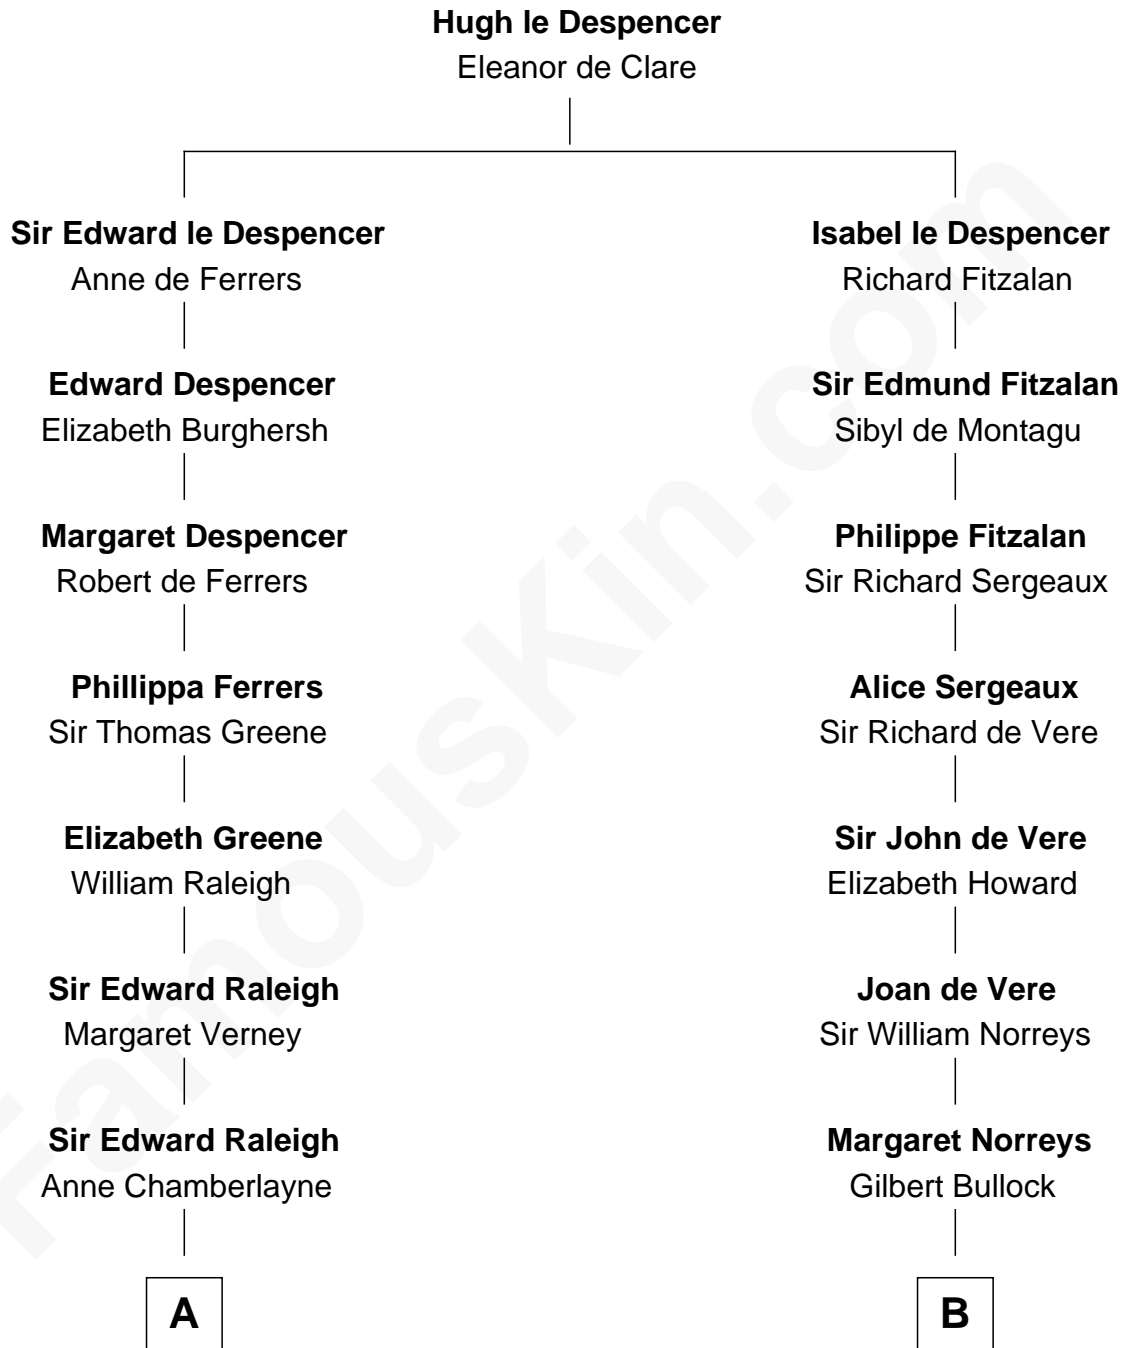 Hugh le Despencer
Eleanor de Clare
Sir Edward le Despencer
Anne de Ferrers
Isabel le Despencer
Richard Fitzalan
Edward Despencer
Elizabeth Burghersh
Sir Edmund Fitzalan
Sibyl de Montagu
Margaret Despencer
Robert de Ferrers
Philippe Fitzalan
Sir Richard Sergeaux
Phillippa Ferrers
Sir Thomas Greene
Alice Sergeaux
Sir Richard de Vere
Elizabeth Greene
William Raleigh
Sir John de Vere
Elizabeth Howard
Sir Edward Raleigh
Margaret Verney
Joan de Vere
Sir William Norreys
Sir Edward Raleigh
Anne Chamberlayne
Margaret Norreys
Gilbert Bullock
A
B
FamousKin.com